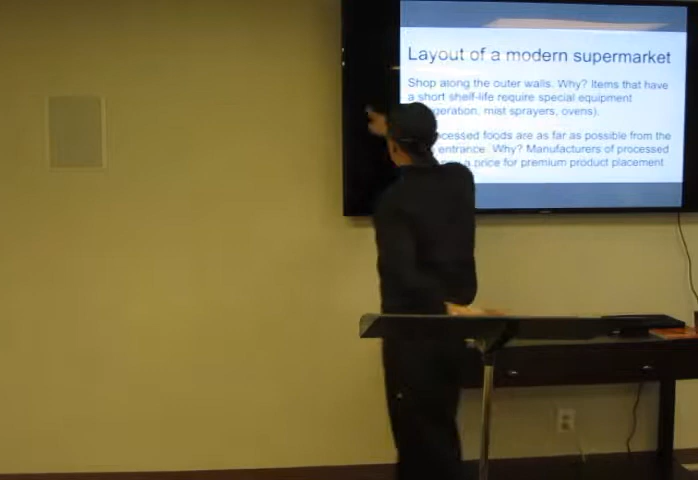 Layout of a modern supermarket
Shop along the outer walls. Why? Items that have
a short shelf-life require special equipment
mist sprayers, ovens).
foods are as far as possible from the
entrance. Why? Manufacturers of processed
a price for premium product placement